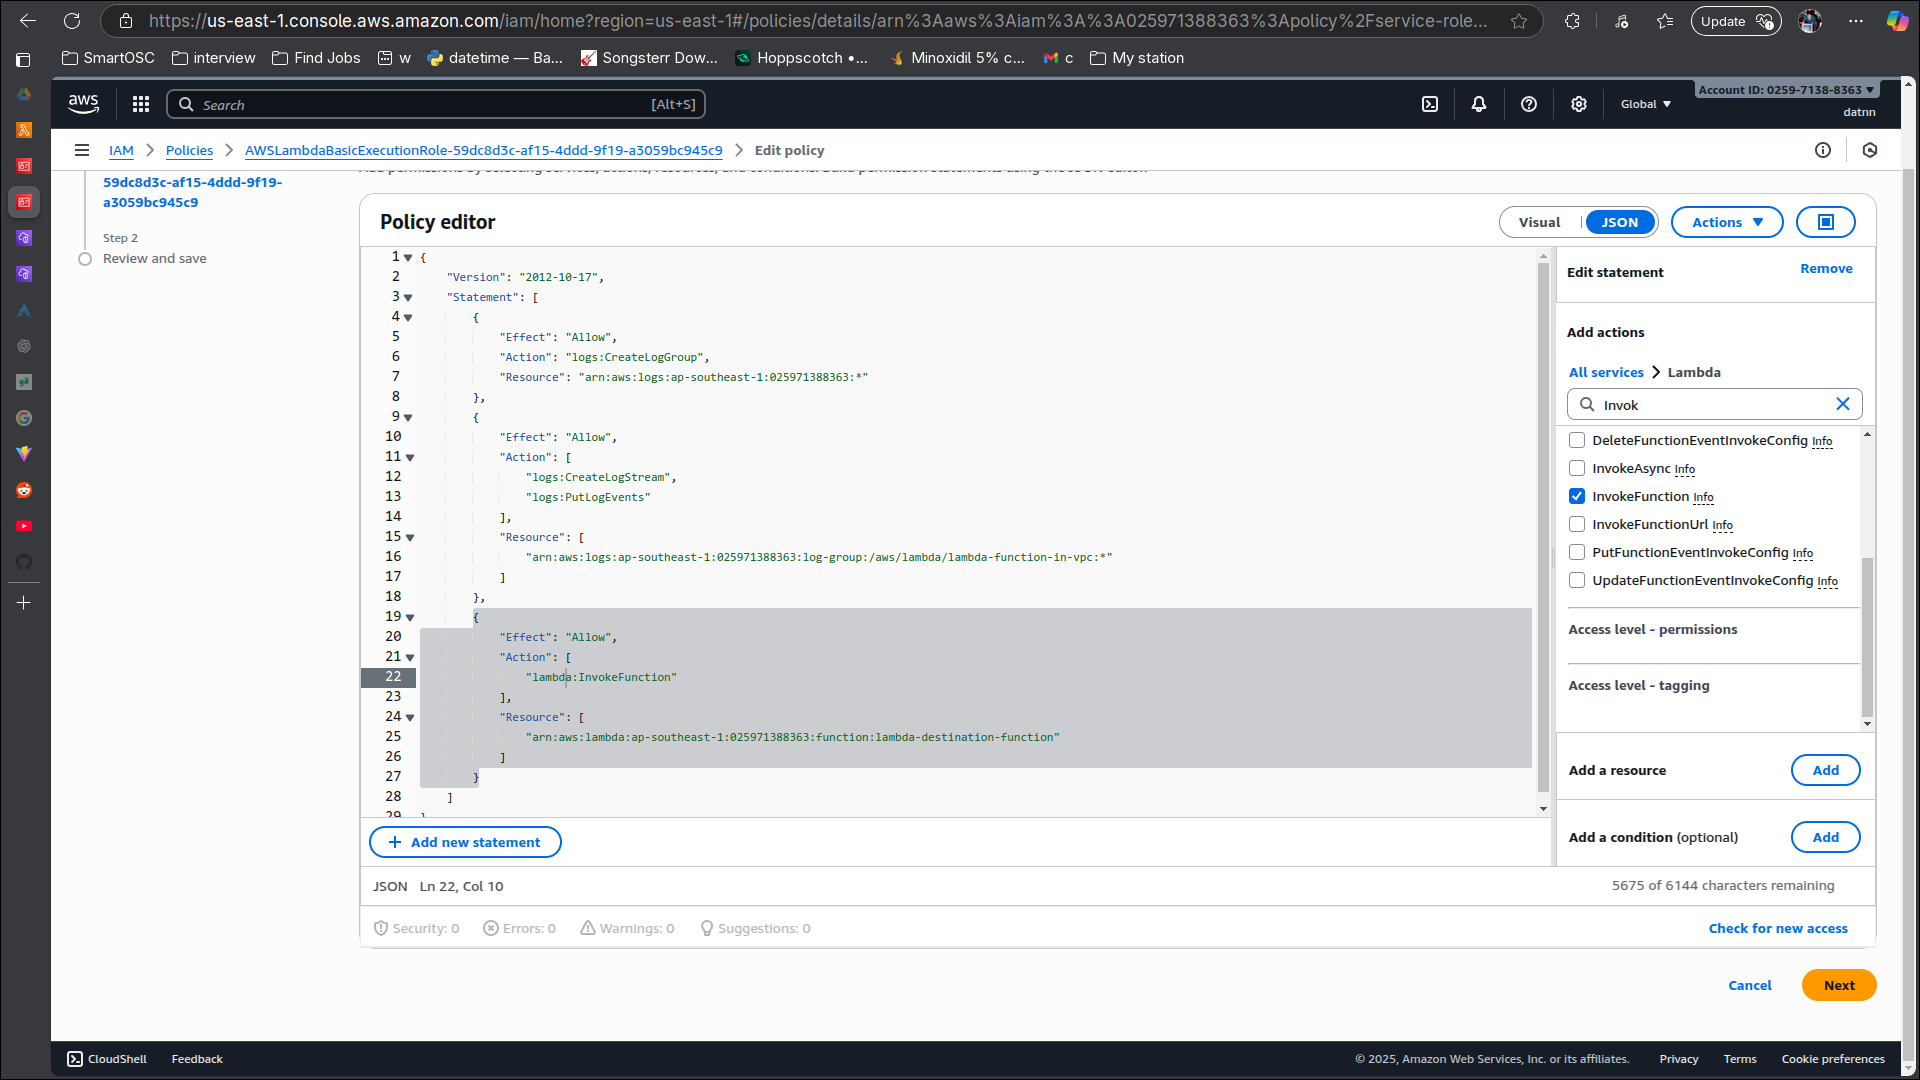 https://us-east-1.console.aws.amazon.com/iam/home?region=us-east-1#/policies/details/arn%3Aaws%3Aiam%3A%3A025971388363%3Apolicy%2Fservice-role...
Update
SmartOSC
interview
Find Jobs
w
datetime — Ba...
Songsterr Dow...
Hoppscotch •...
Minoxidil 5% c...
c
My station
aws
Search
[Alt+S]
Global
Account ID: 0259-7138-8363
datnn
IAM
Policies
AWSLambdaBasicExecutionRole-59dc8d3c-af15-4ddd-9f19-a3059bc945c9
Edit policy
59dc8d3c-af15-4ddd-9f19-
a3059bc945c9
Step 2
Review and save
Policy editor
Visual
JSON
Actions
1 {
2 "Version": "2012-10-17",
3 "Statement": [
4 {
5 "Effect": "Allow",
6 "Action": "logs:CreateLogGroup",
7 "Resource": "arn:aws:logs:ap-southeast-1:025971388363:*"
8 },
9 {
10 "Effect": "Allow",
11 "Action": [
12 "logs:CreateLogStream",
13 "logs:PutLogEvents"
14 ],
15 "Resource": [
16 "arn:aws:logs:ap-southeast-1:025971388363:log-group:/aws/lambda/lambda-function-in-vpc:*"
17 ]
18 },
19 {
20 "Effect": "Allow",
21 "Action": [
22 "lambda:InvokeFunction"
23 ],
24 "Resource": [
25 "arn:aws:lambda:ap-southeast-1:025971388363:function:lambda-destination-function"
26 ]
27 }
28 ]
29 }
Edit statement
Remove
Add actions
All services
Lambda
Invok
DeleteFunctionEventInvokeConfig Info
InvokeAsync Info
InvokeFunction Info
InvokeFunctionUrl Info
PutFunctionEventInvokeConfig Info
UpdateFunctionEventInvokeConfig Info
Access level - permissions
Access level - tagging
Add a resource
Add
Add a condition (optional)
Add
+ Add new statement
JSON
Ln 22, Col 10
5675 of 6144 characters remaining
Security: 0
Errors: 0
Warnings: 0
Suggestions: 0
Check for new access
Cancel
Next
CloudShell
Feedback
© 2025, Amazon Web Services, Inc. or its affiliates.
Privacy
Terms
Cookie preferences